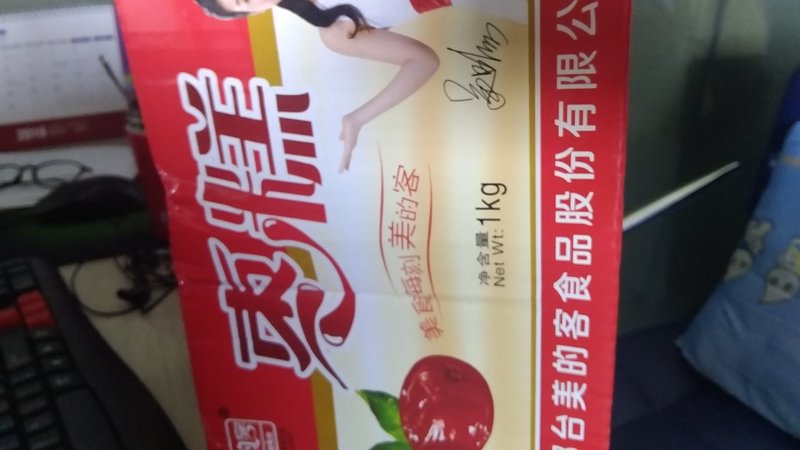 枣糕
美食每刻 美的客
净含量:
Net Wt: 1kg
台美的客食品股份有限公